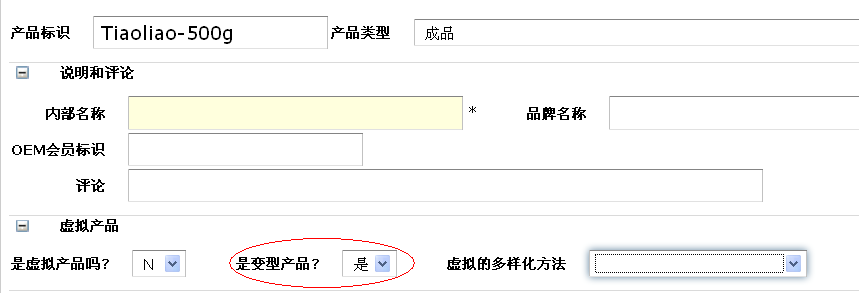 产品标识 Tiaoliao-500g 产品类型 成品
说明和评论
内部名称 * 品牌名称
OEM会员标识
评论
虚拟产品
是虚拟产品吗? N 是变型产品? 是 虚拟的多样化方法